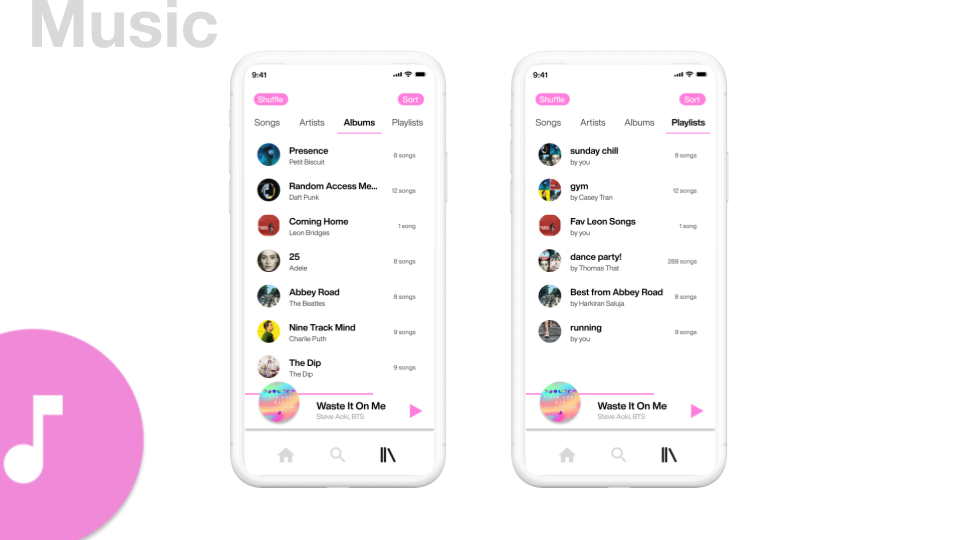 Music
9:41
Shuffle Sort
Songs Artists Albums Playlists
Presence
Petit Biscuit
8 songs
Random Access Me...
Daft Punk
12 songs
Coming Home
Leon Bridges
1 song
25
Adele
8 songs
Abbey Road
The Beatles
8 songs
Nine Track Mind
Charlie Puth
9 songs
The Dip
The Dip
9 songs
Waste It On Me
Steve Aoki, BTS
9:41
Shuffle Sort
Songs Artists Albums Playlists
sunday chill
by you
8 songs
gym
by Casey Tran
12 songs
Fav Leon Songs
by you
1 song
dance party!
by Thomas That
288 songs
Best from Abbey Road
by Harkiran Saluja
8 songs
running
by you
9 songs
Waste It On Me
Steve Aoki, BTS